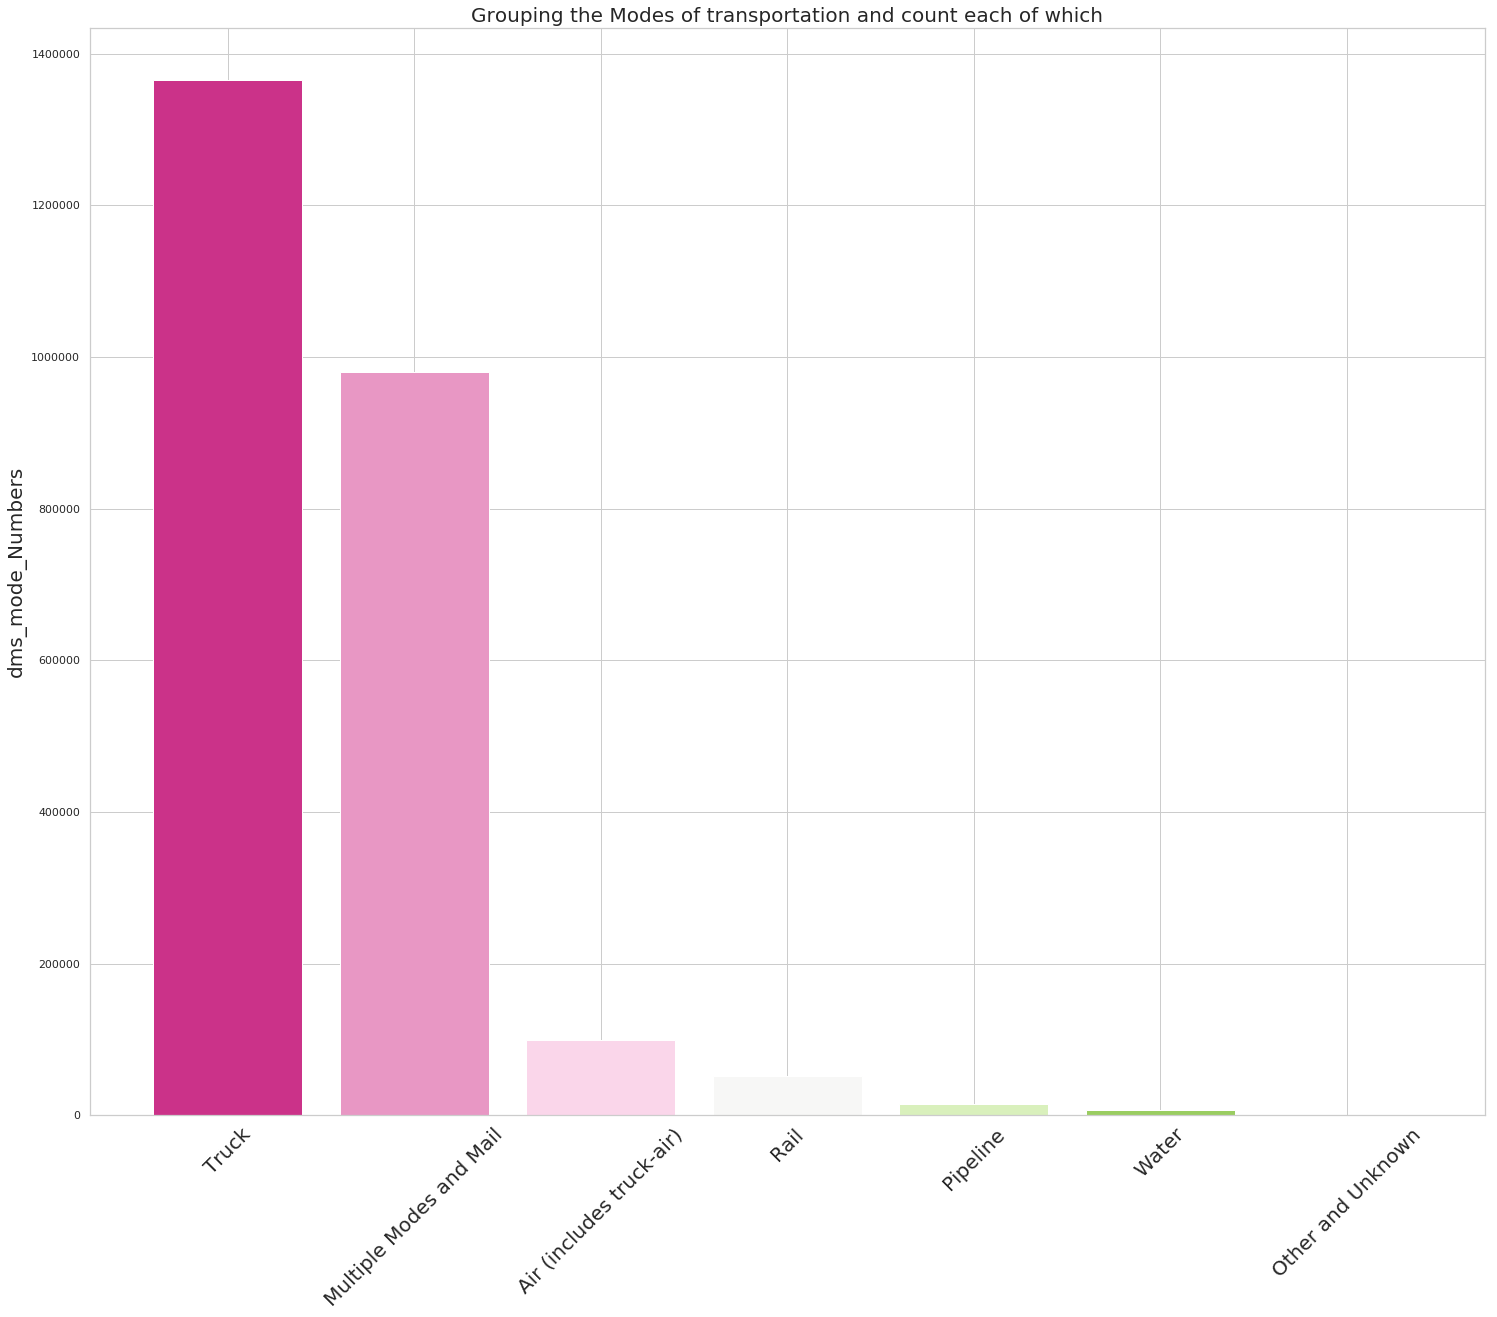 Grouping the Modes of transportation and count each of which
dms_mode_Numbers
1400000
1200000
1000000
800000
600000
400000
200000
0
Truck
Multiple Modes and Mail
Air (includes truck-air)
Rail
Pipeline
Water
Other and Unknown